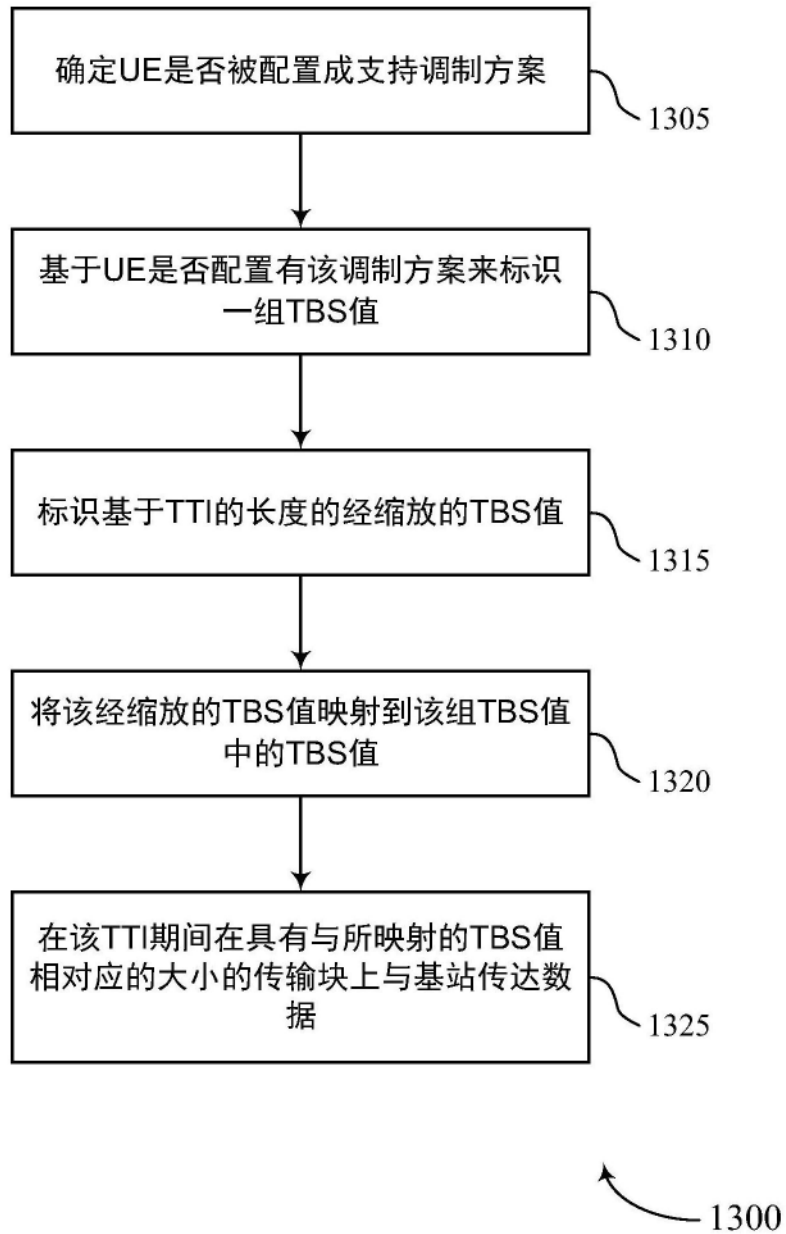 确定UE是否被配置成支持调制方案
1305
基于UE是否配置有该调制方案来标识
一组TBS值
1310
标识基于TTI的长度的经缩放的TBS值
1315
将该经缩放的TBS值映射到该组TBS值
中的TBS值
1320
在该TTI期间在具有与所映射的TBS值
相对应的大小的传输块上与基站传达数
据
1325
1300